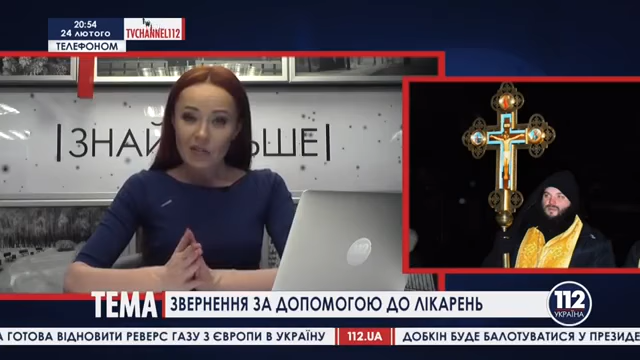 20:54
24 ЛЮТОГО
ТЕЛЕФОНОМ
TVCHANNEL112
ЗНАЙ ЬШЕ
ТЕМА
ЗВЕРНЕННЯ ЗА ДОПОМОГОЮ ДО ЛІКАРЕНЬ
112
УКРАЇНА
А ГОТОВА ВІДНОВИТИ РЕВЕРС ГАЗУ З ЄВРОПИ В УКРАЇНУ
112.UA
ДОБКІН БУДЕ БАЛОТУВАТИСЯ У ПРЕЗИДЕ